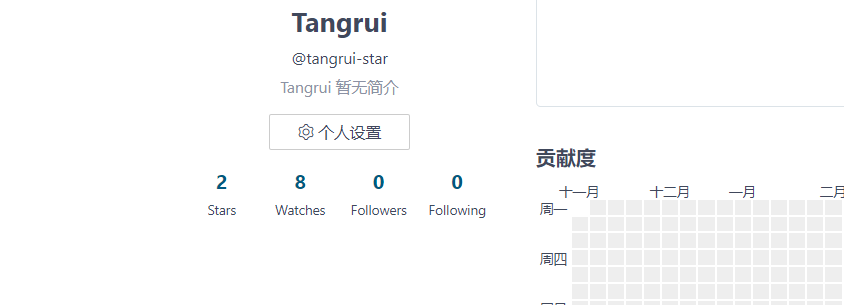 Tangrui
@tangrui-star
Tangrui 暂无简介
个人设置
2 8 0 0
Stars Watches Followers Following
贡献度
十一月 十二月 一月 二月
周一
周四